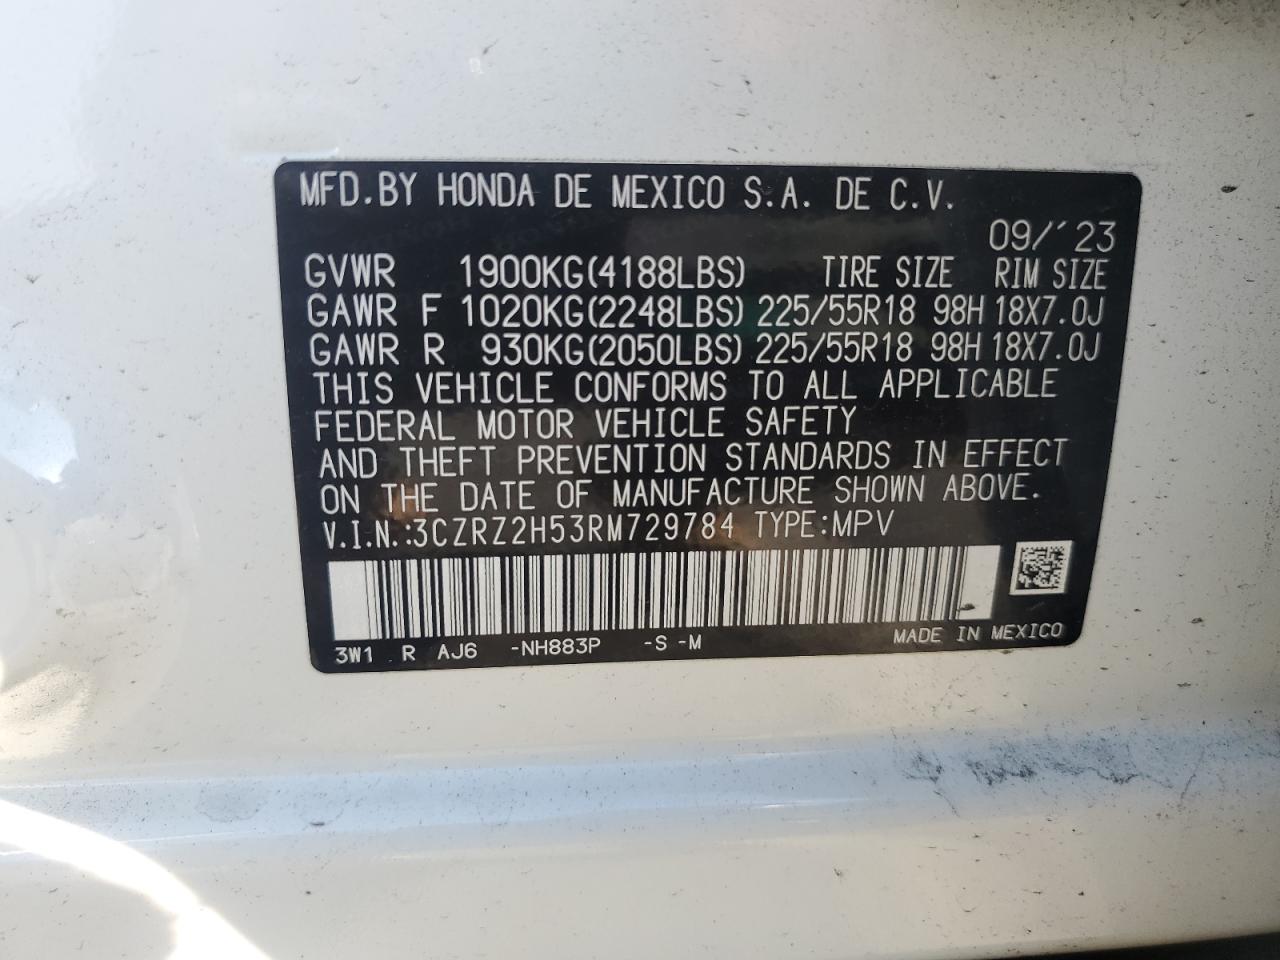 MFD.BY HONDA DE MEXICO S.A. DE C.V.
09/´23
GVWR 1900KG(4188LBS) TIRE SIZE RIM SIZE
GAWR F 1020KG(2248LBS) 225/55R18 98H 18X7.0J
GAWR R 930KG(2050LBS) 225/55R18 98H 18X7.0J
THIS VEHICLE CONFORMS TO ALL APPLICABLE
FEDERAL MOTOR VEHICLE SAFETY
AND THEFT PREVENTION STANDARDS IN EFFECT
ON THE DATE OF MANUFACTURE SHOWN ABOVE.
V.I.N.:3CZRZ2H53RM729784 TYPE:MPV
3W1 R AJ6 -NH883P -S -M MADE IN MEXICO